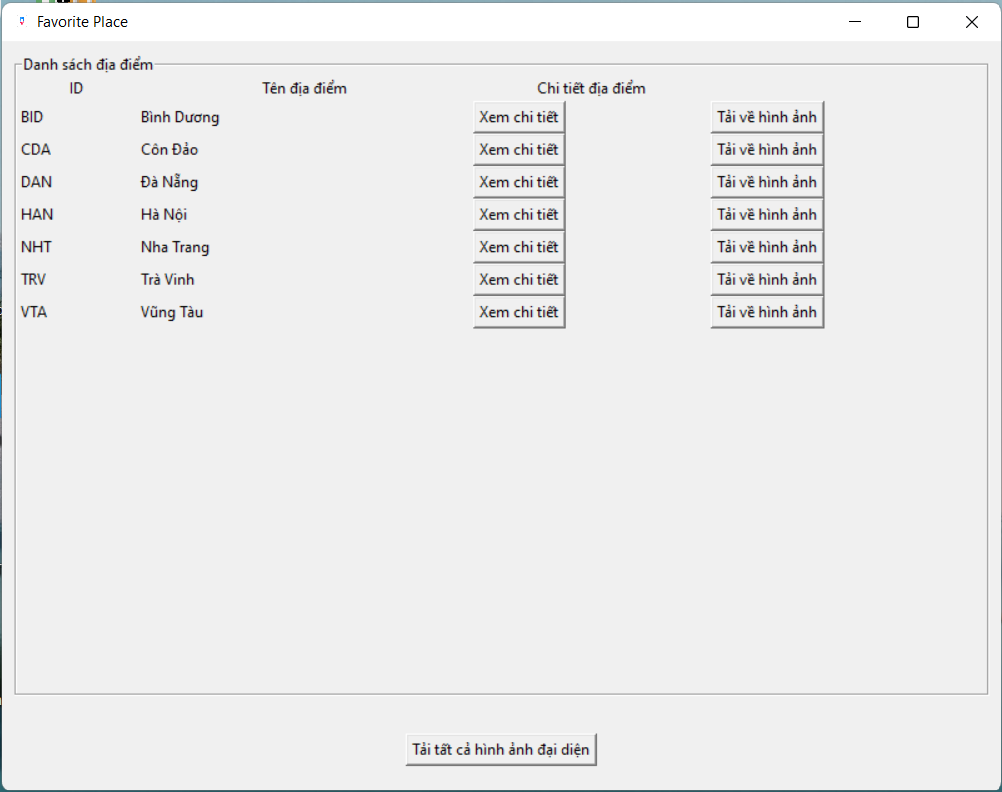 Favorite Place
Danh sách địa điểm
ID Tên địa điểm Chi tiết địa điểm
BID Bình Dương Xem chi tiết Tải về hình ảnh
CDA Côn Đảo Xem chi tiết Tải về hình ảnh
DAN Đà Nẵng Xem chi tiết Tải về hình ảnh
HAN Hà Nội Xem chi tiết Tải về hình ảnh
NHT Nha Trang Xem chi tiết Tải về hình ảnh
TRV Trà Vinh Xem chi tiết Tải về hình ảnh
VTA Vũng Tàu Xem chi tiết Tải về hình ảnh
Tải tất cả hình ảnh đại diện